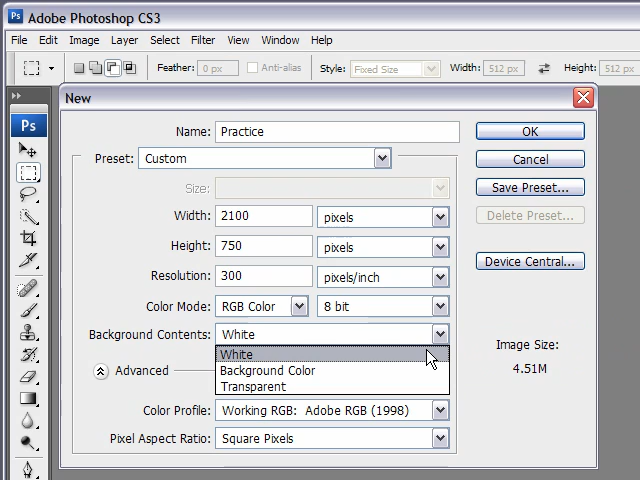 Ps Adobe Photoshop CS3
File Edit Image Layer Select Filter View Window Help
Feather: 0 px Anti-alias Style: Fixed Size Width: 512 px Height: 512 px
New
Ps
Name: Practice
OK
Preset: Custom
Cancel
Size:
Save Preset...
Width: 2100 pixels
Delete Preset...
Height: 750 pixels
Resolution: 300 pixels/inch
Device Central...
Color Mode: RGB Color 8 bit
Background Contents: White
White
Background Color
Transparent
Image Size:
4.51M
Advanced
Color Profile: Working RGB: Adobe RGB (1998)
Pixel Aspect Ratio: Square Pixels